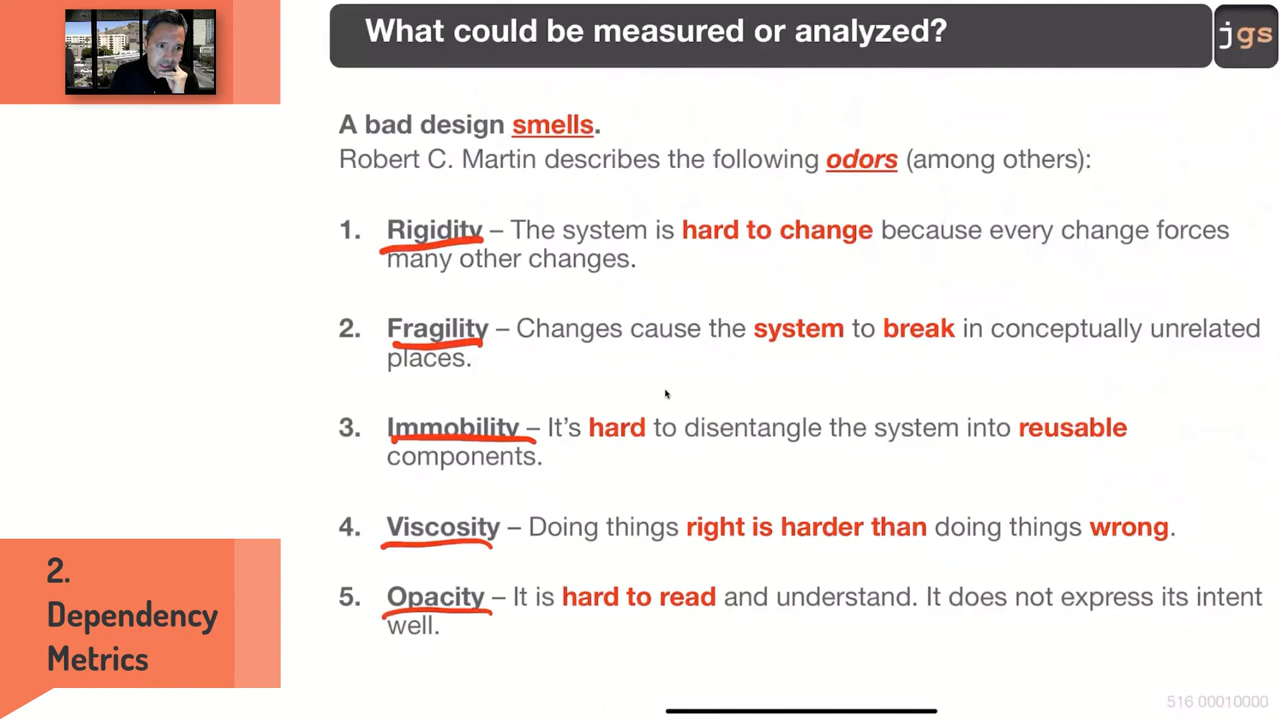 What could be measured or analyzed?
jgs
A bad design smells.
Robert C. Martin describes the following odors (among others):
1. Rigidity – The system is hard to change because every change forces
many other changes.
2. Fragility – Changes cause the system to break in conceptually unrelated
places.
3. Immobility – It’s hard to disentangle the system into reusable
components.
4. Viscosity – Doing things right is harder than doing things wrong.
5. Opacity – It is hard to read and understand. It does not express its intent
well.
2.
Dependency
Metrics
516 00010000